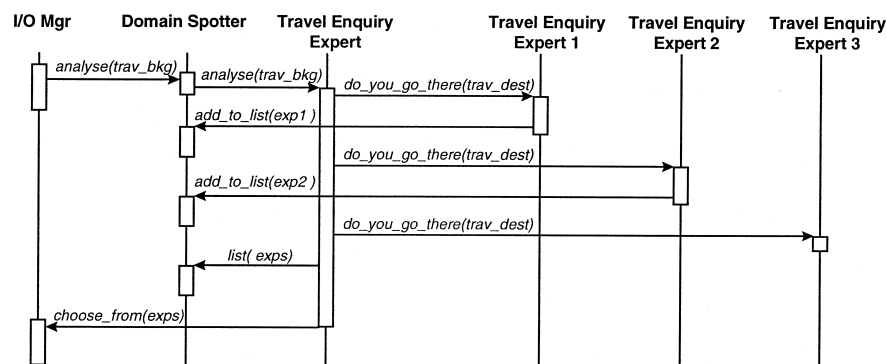 I/O Mgr
Domain Spotter
Travel Enquiry
Expert
Travel Enquiry
Expert 1
Travel Enquiry
Expert 2
Travel Enquiry
Expert 3
analyse(trav_bkg)
analyse(trav_bkg)
do_you_go_there(trav_dest)
add_to_list(exp1 )
do_you_go_there(trav_dest)
add_to_list(exp2 )
do_you_go_there(trav_dest)
list( exps)
choose_from(exps)